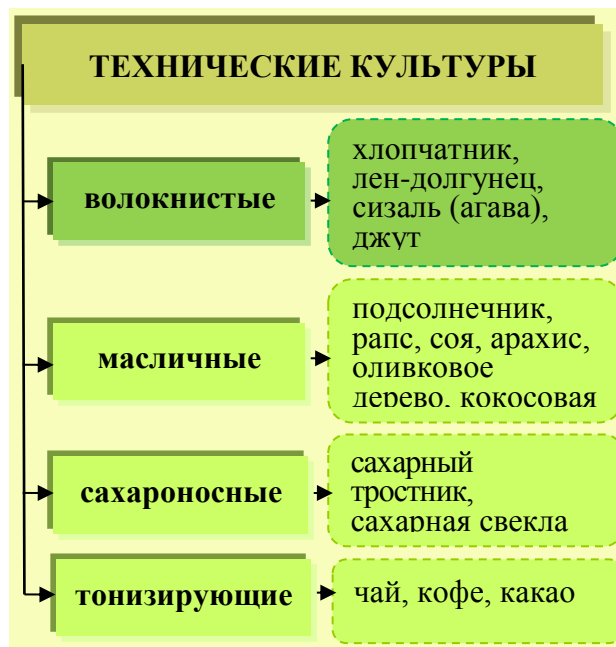 ТЕХНИЧЕСКИЕ КУЛЬТУРЫ
волокнистые
хлопчатник,
лен-долгунец,
сизаль (агава),
джут
масличные
подсолнечник,
рапс, соя, арахис,
оливковое
дерево, кокосовая
сахароносные
сахарный
тростник,
сахарная свекла
тонизирующие
чай, кофе, какао